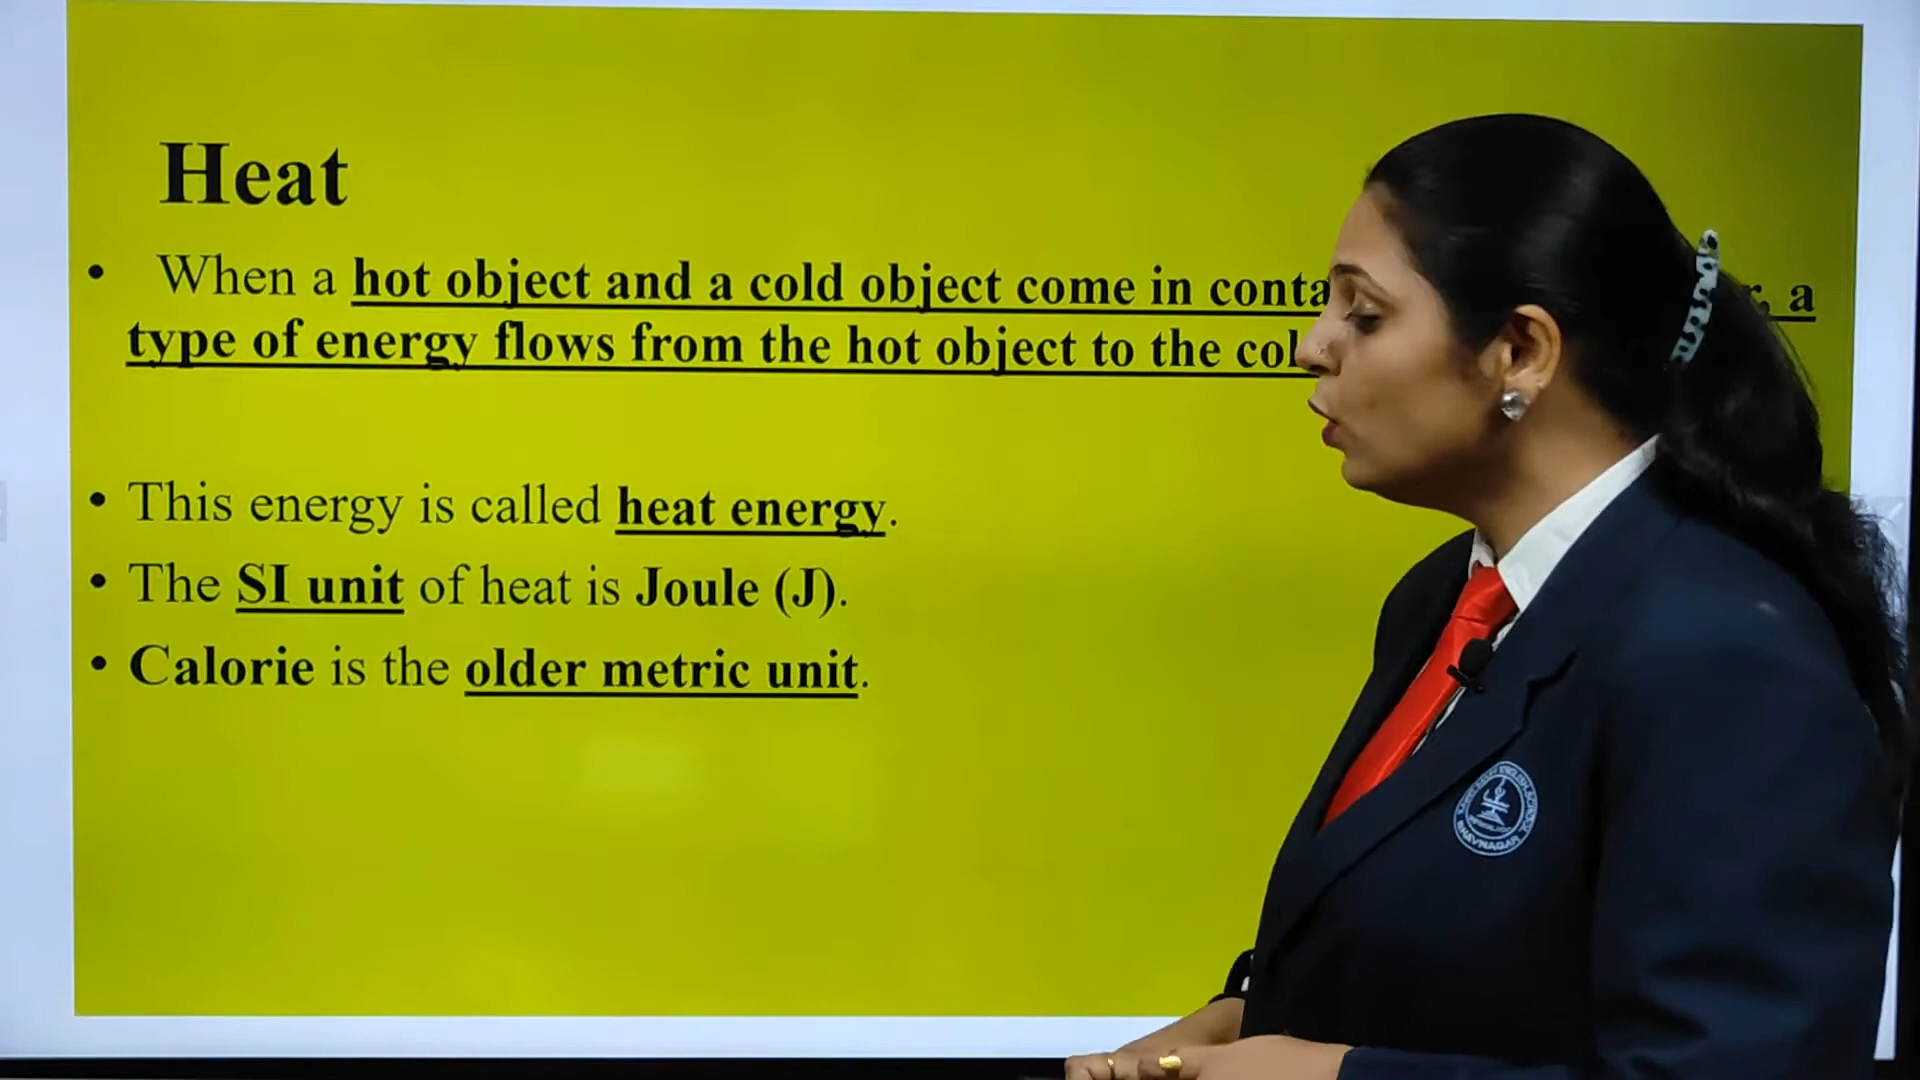 Heat
• When a hot object and a cold object come in conta r, a
type of energy flows from the hot object to the col
• This energy is called heat energy.
• The SI unit of heat is Joule (J).
• Calorie is the older metric unit.
BHAVNAGAR